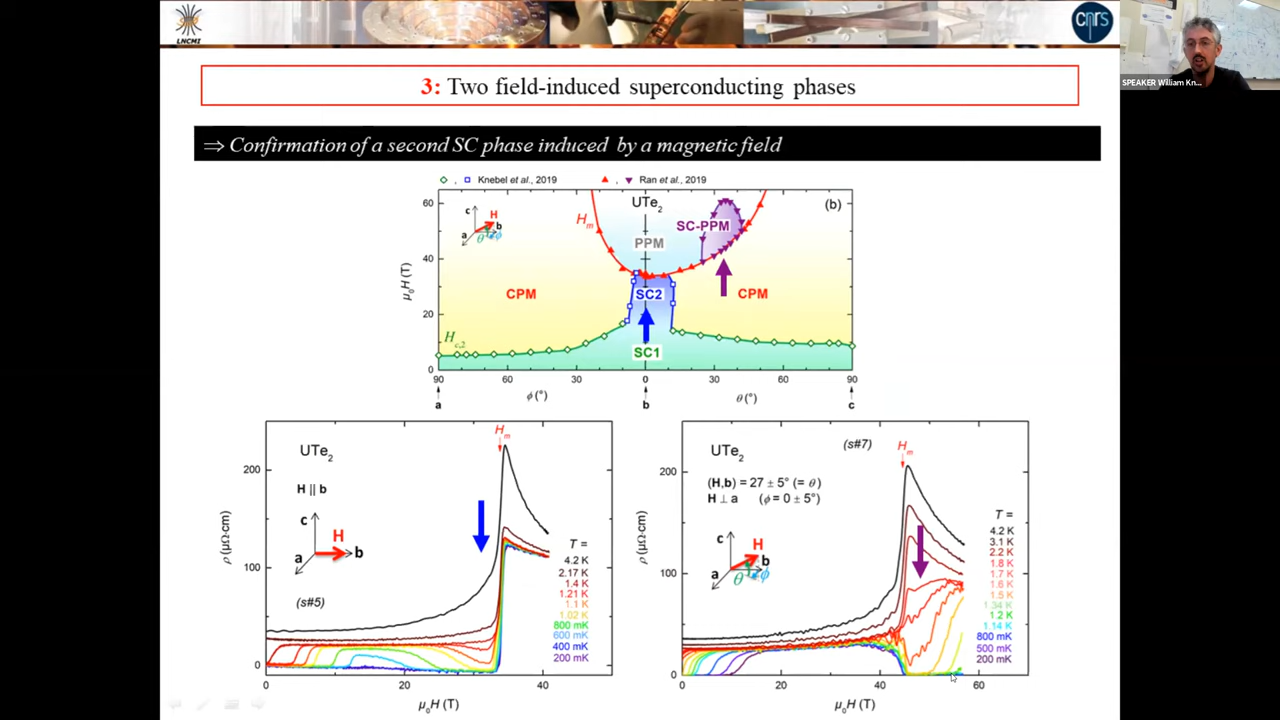 LNCMI
cnrs
SPEAKER William Kn...
3: Two field-induced superconducting phases
⇒ Confirmation of a second SC phase induced by a magnetic field
Knebel et al., 2019
Ran et al., 2019
UTe2
(b)
60
40
20
0
μ0H (T)
c
H
b
a
θ
ϕ
Hm
SC-PPM
PPM
CPM
SC2
CPM
Hc,2
SC1
90
60
30
0
30
60
90
a
ϕ (°)
b
θ (°)
c
UTe2
H || b
c
H
a
b
(s#5)
Hm
200
100
0
ρ (μΩ·cm)
T =
4.2 K
2.17 K
1.4 K
1.21 K
1.1 K
1.02 K
800 mK
600 mK
400 mK
200 mK
0
20
40
μ0H (T)
UTe2
(s#7)
Hm
(H,b) = 27 ± 5° (= θ)
H ⊥ a (ϕ = 0 ± 5°)
c
H
b
a
θ
ϕ
200
100
0
ρ (μΩ·cm)
T =
4.2 K
3.1 K
2.2 K
1.8 K
1.7 K
1.6 K
1.5 K
1.34 K
1.2 K
1.14 K
800 mK
500 mK
200 mK
0
20
40
60
μ0H (T)